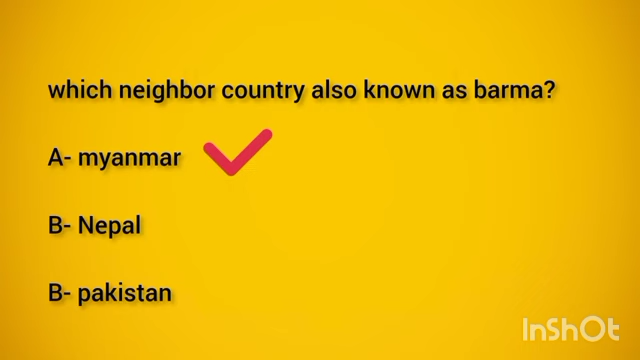 which neighbor country also known as barma?
A- myanmar
B- Nepal
B- pakistan
InShOt